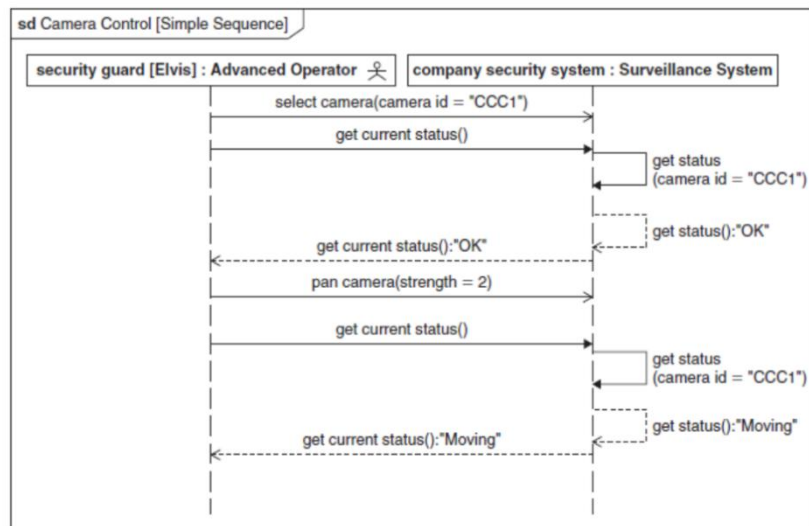 sd Camera Control [Simple Sequence]
security guard [Elvis] : Advanced Operator
company security system : Surveillance System
select camera(camera id = "CCC1")
get current status()
get status
(camera id = "CCC1")
get status():"OK"
get current status():"OK"
pan camera(strength = 2)
get current status()
get status
(camera id = "CCC1")
get status():"Moving"
get current status():"Moving"